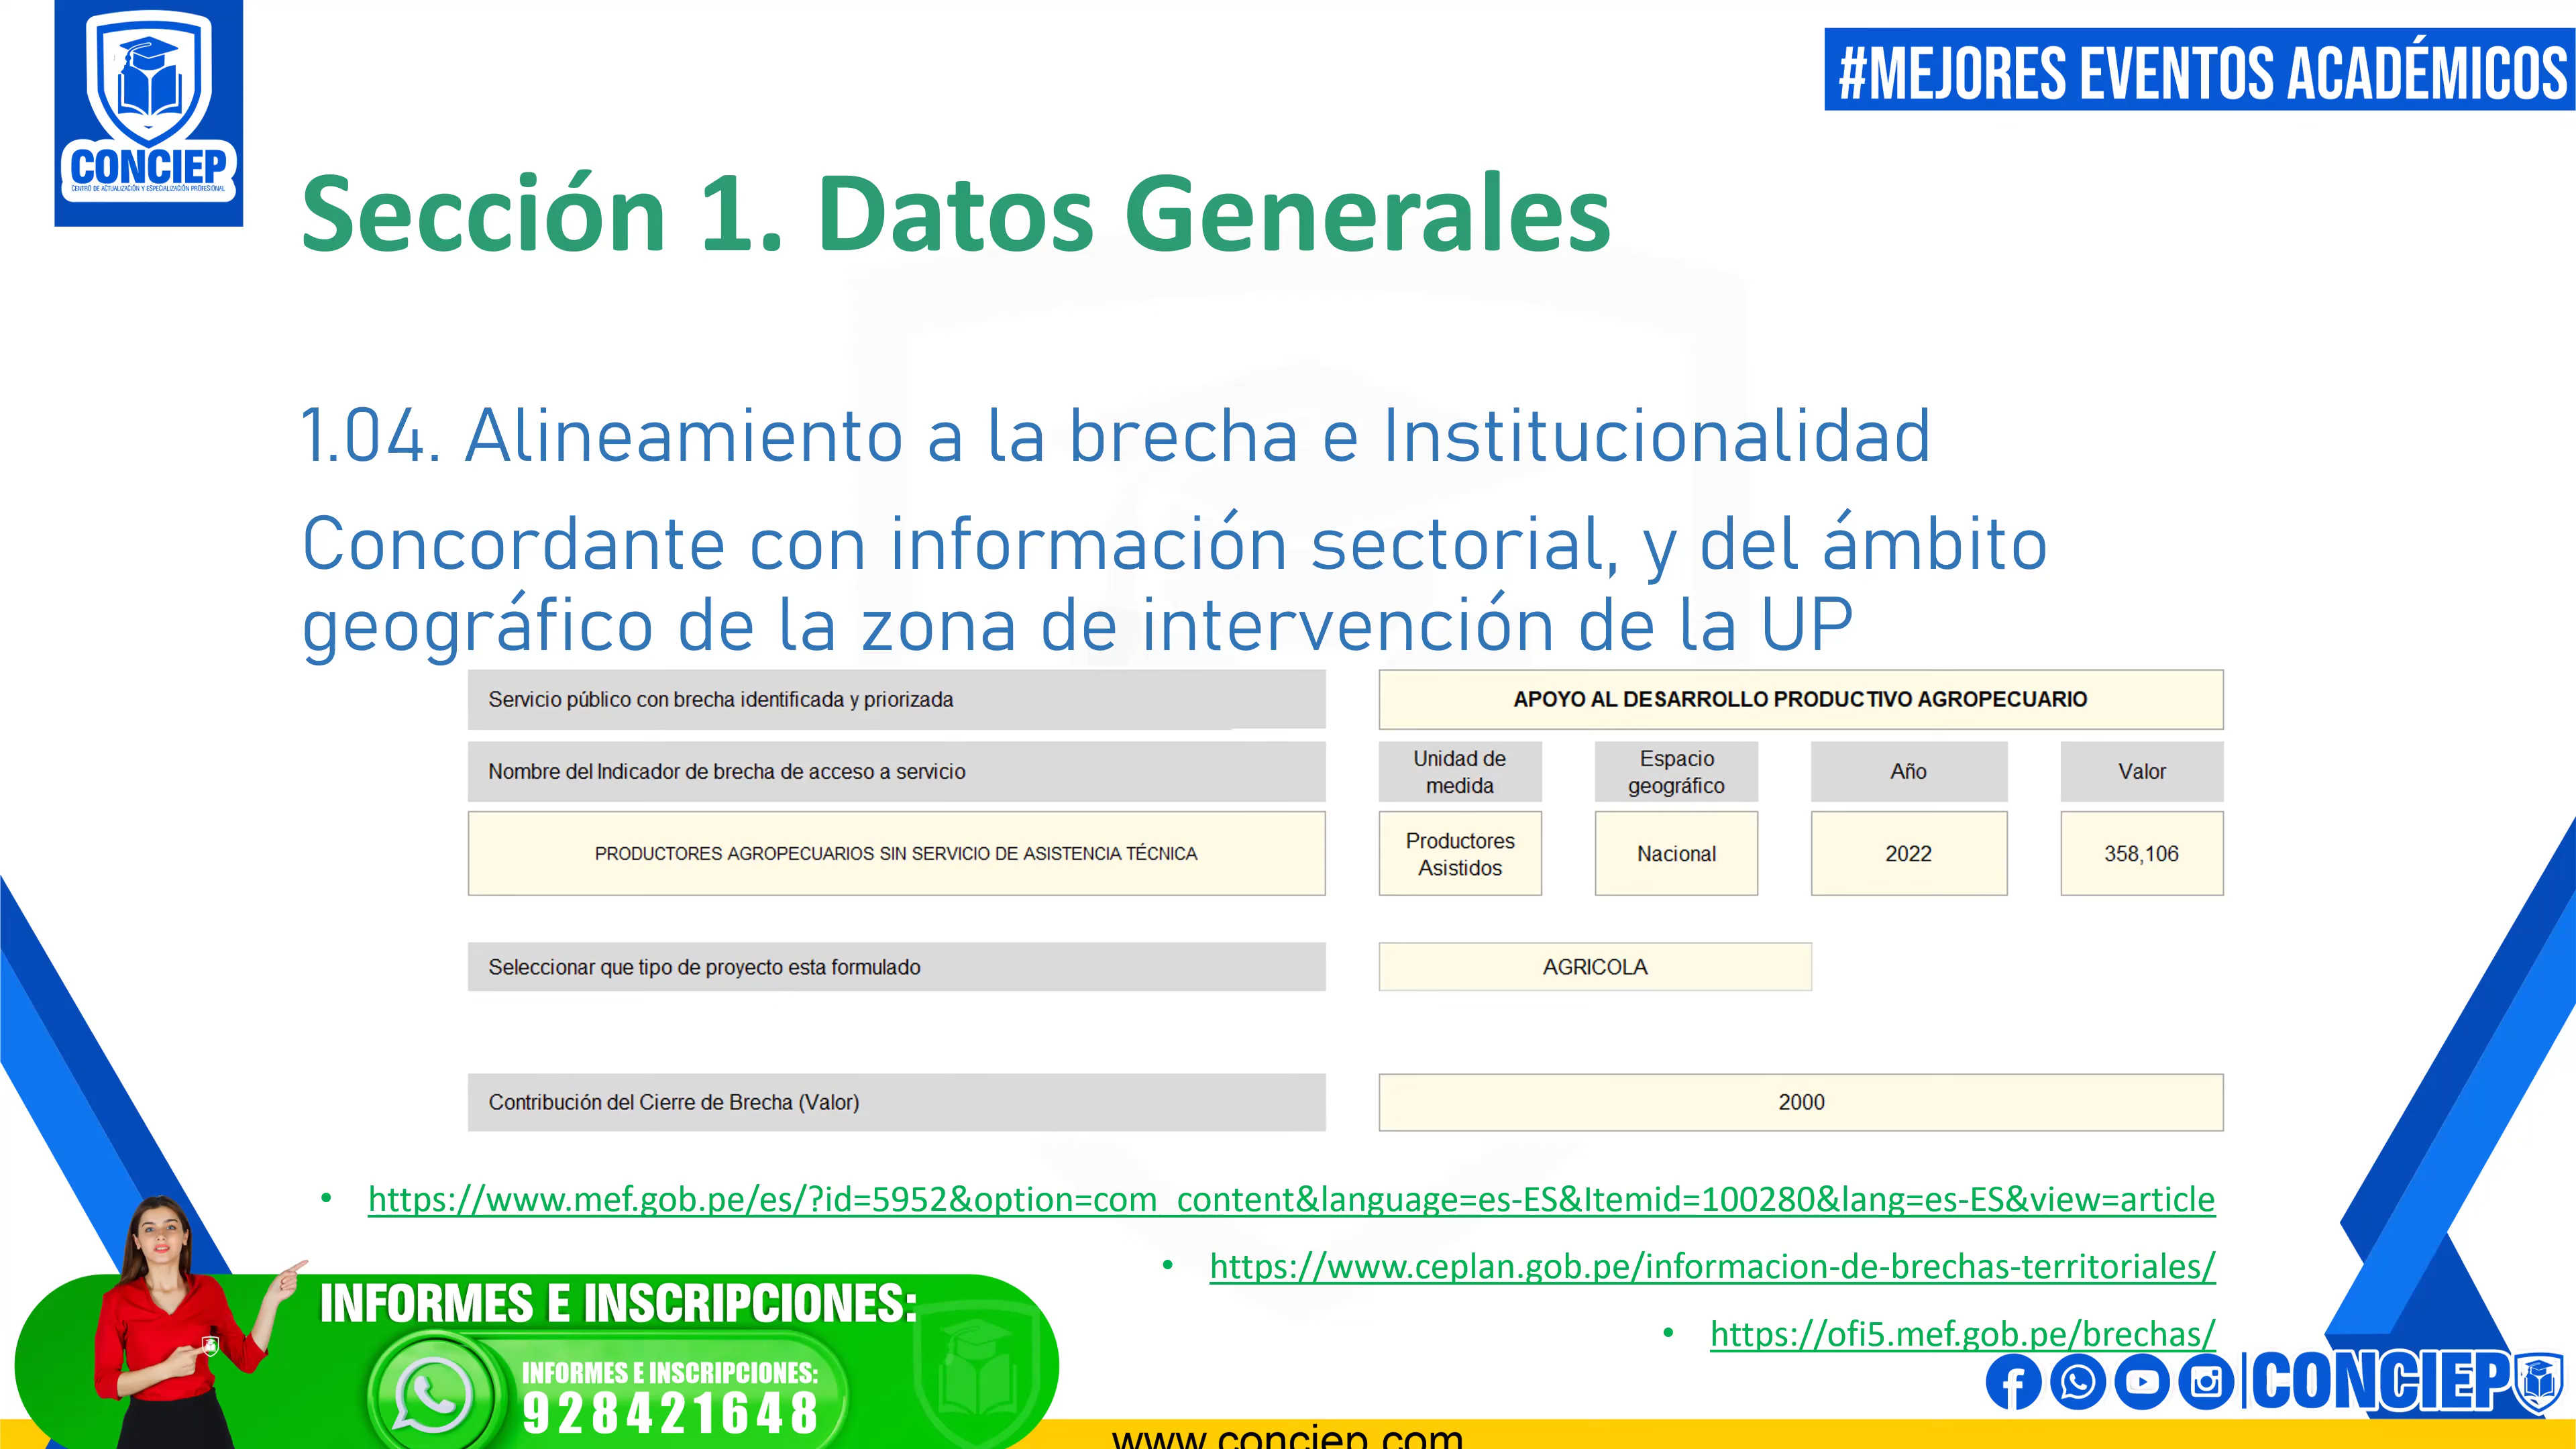 CONCIEP
CENTRO DE ACTUALIZACIÓN Y ESPECIALIZACIÓN PROFESIONAL
#MEJORES EVENTOS ACADÉMICOS
Sección 1. Datos Generales
1.04. Alineamiento a la brecha e Institucionalidad
Concordante con información sectorial, y del ámbito
geográfico de la zona de intervención de la UP
Servicio público con brecha identificada y priorizada
APOYO AL DESARROLLO PRODUCTIVO AGROPECUARIO
Nombre del Indicador de brecha de acceso a servicio
Unidad de
medida
Espacio
geográfico
Año
Valor
PRODUCTORES AGROPECUARIOS SIN SERVICIO DE ASISTENCIA TÉCNICA
Productores
Asistidos
Nacional
2022
358,106
Seleccionar que tipo de proyecto esta formulado
AGRICOLA
Contribución del Cierre de Brecha (Valor)
2000
• https://www.mef.gob.pe/es/?id=5952&option=com_content&language=es-ES&Itemid=100280&lang=es-ES&view=article
• https://www.ceplan.gob.pe/informacion-de-brechas-territoriales/
• https://ofi5.mef.gob.pe/brechas/
INFORMES E INSCRIPCIONES:
INFORMES E INSCRIPCIONES:
928421648
CONCIEP
www.conciep.com